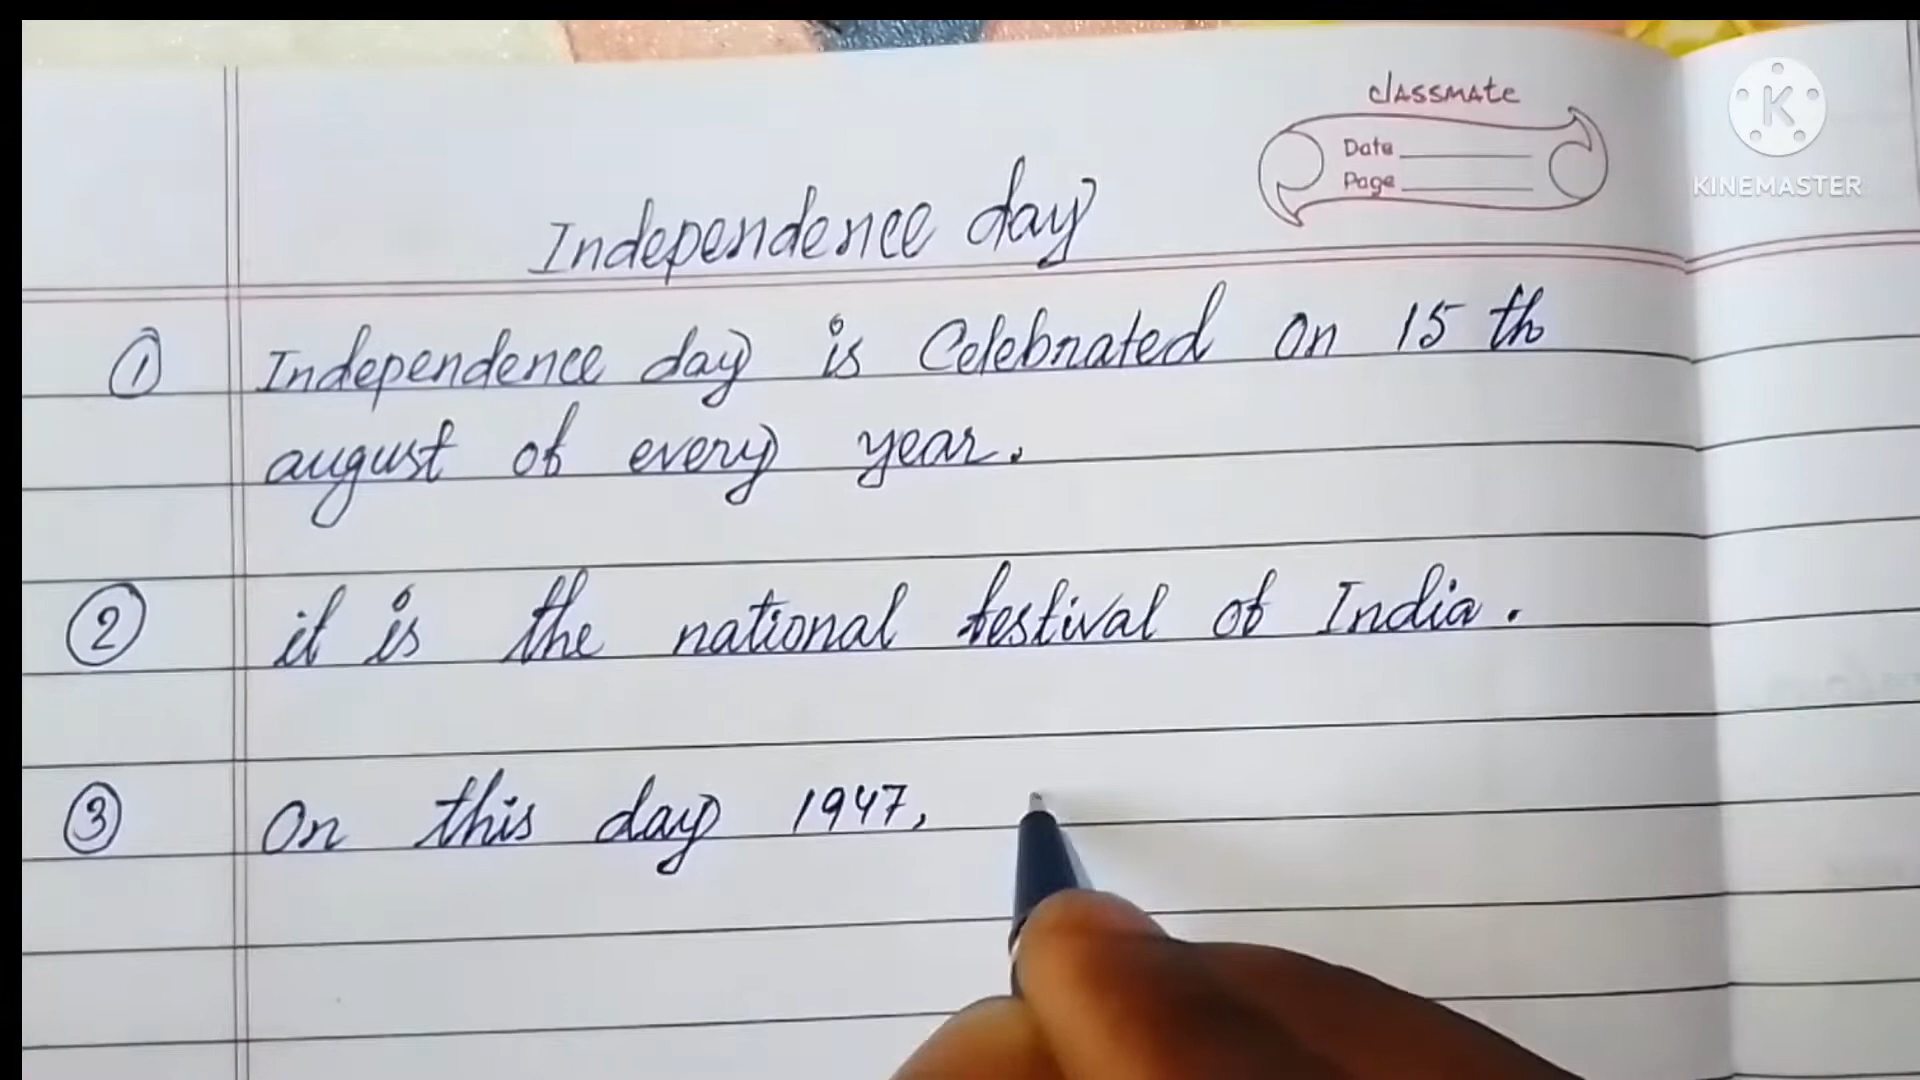 classmate
Date
Page
KINEMASTER
Independence day
① Independence day is Celebrated on 15 th
august of every year.
② it is the national festival of India.
③ On this day 1947,